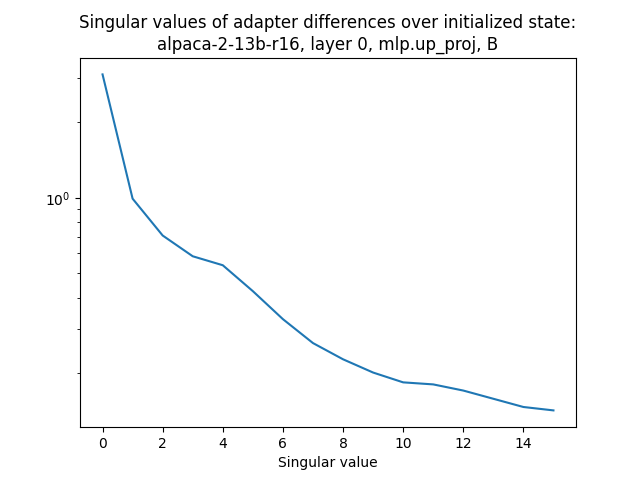 Singular values of adapter differences over initialized state:
alpaca-2-13b-r16, layer 0, mlp.up_proj, B
10⁰
0 2 4 6 8 10 12 14
Singular value